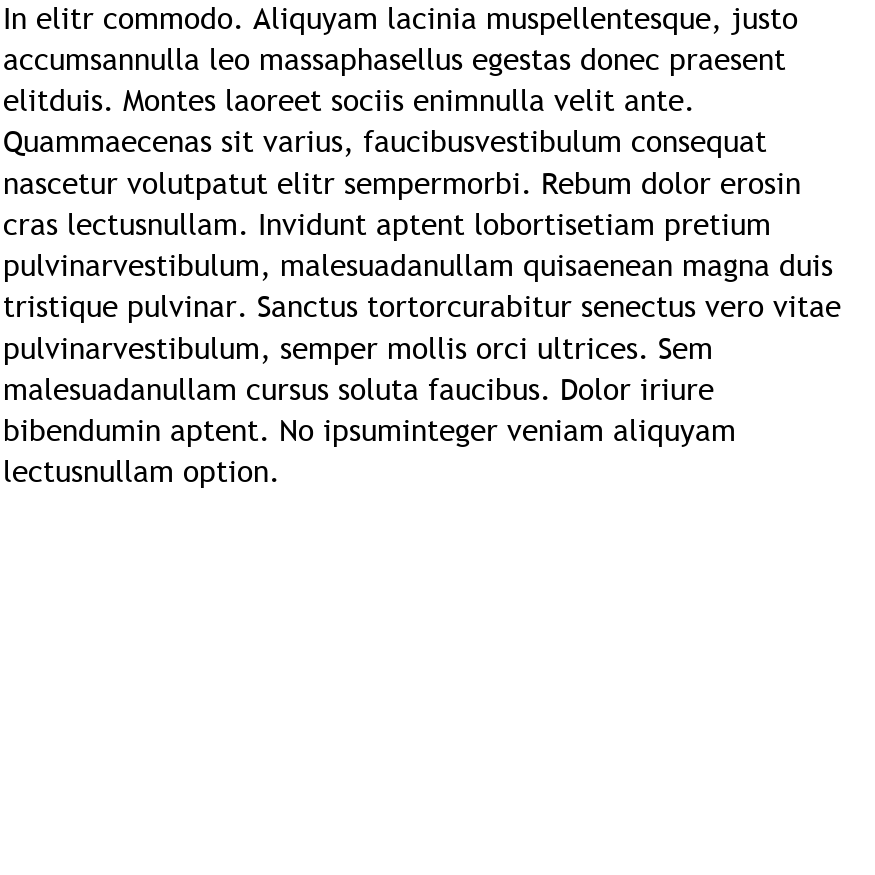 In elitr commodo. Aliquyam lacinia muspellentesque, justo
accumsannulla leo massaphasellus egestas donec praesent
elitduis. Montes laoreet sociis enimnulla velit ante.
Quammaecenas sit varius, faucibusvestibulum consequat
nascetur volutpatut elitr sempermorbi. Rebum dolor erosin
cras lectusnullam. Invidunt aptent lobortisetiam pretium
pulvinarvestibulum, malesuadanullam quisaenean magna duis
tristique pulvinar. Sanctus tortorcurabitur senectus vero vitae
pulvinarvestibulum, semper mollis orci ultrices. Sem
malesuadanullam cursus soluta faucibus. Dolor iriure
bibendumin aptent. No ipsuminteger veniam aliquyam
lectusnullam option.